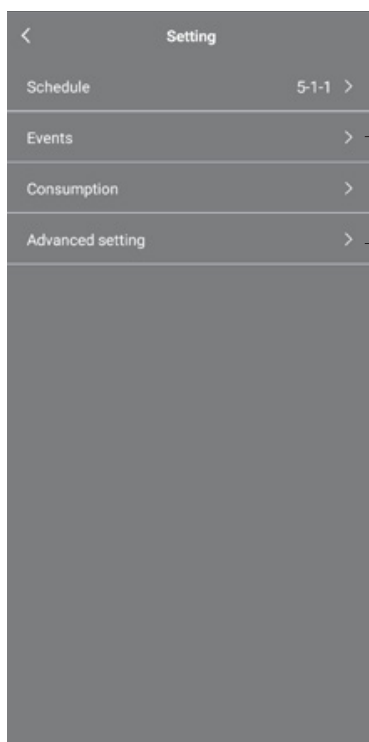 Setting
Schedule 5-1-1
Events
Consumption
Advanced setting